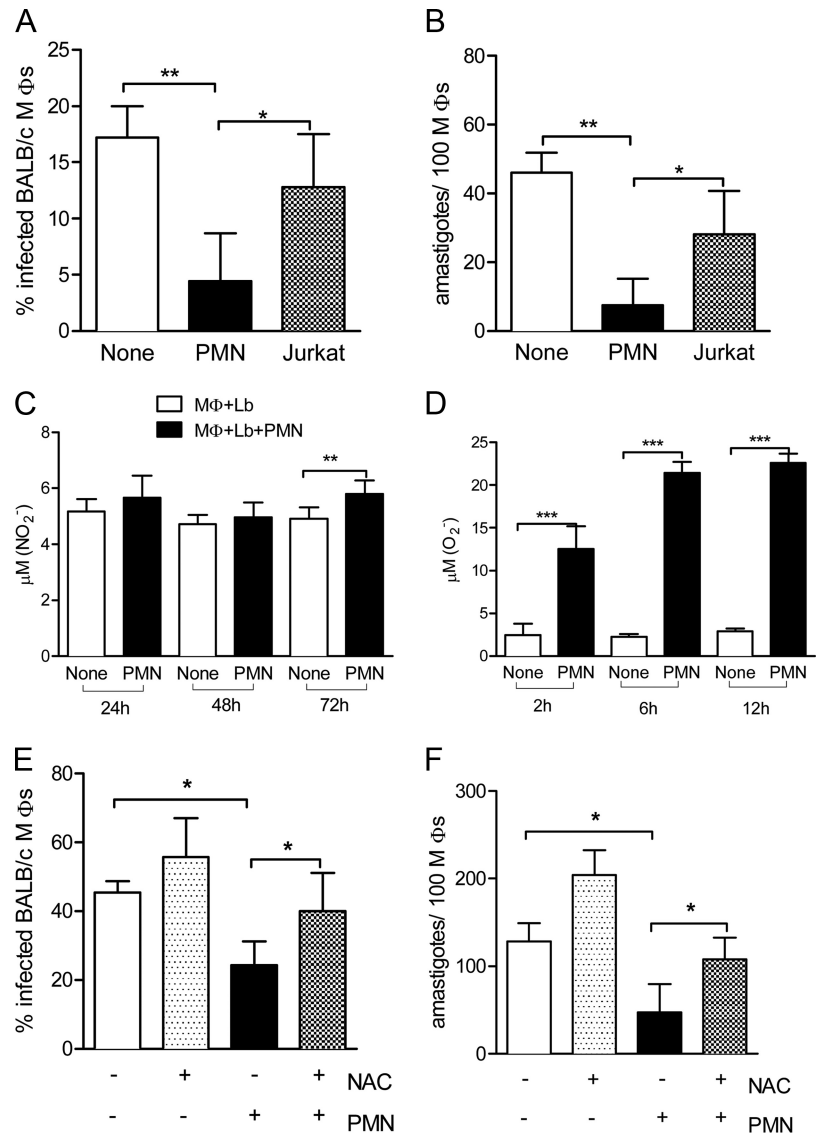 A
% infected BALB/c M Φs
25
20
15
10
5
0
**
*
None PMN Jurkat
B
amastigotes/ 100 M Φs
80
60
40
20
0
**
*
None PMN Jurkat
C
MΦ+Lb
MΦ+Lb+PMN
μM (NO2-)
8
6
4
2
0
**
None PMN None PMN None PMN
24h 48h 72h
D
μM (O2-)
25
20
15
10
5
0
***
***
***
None PMN None PMN None PMN
2h 6h 12h
E
% infected BALB/c M Φs
80
60
40
20
0
*
*
- + - + NAC
- - + + PMN
F
amastigotes/ 100 M Φs
300
200
100
0
*
*
- + - + NAC
- - + + PMN